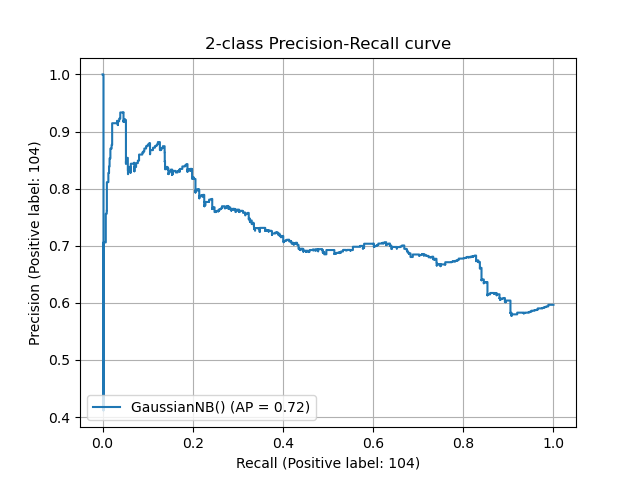 2-class Precision-Recall curve
1.0
0.9
0.8
0.7
0.6
0.5
0.4
Precision (Positive label: 104)
GaussianNB() (AP = 0.72)
0.0 0.2 0.4 0.6 0.8 1.0
Recall (Positive label: 104)